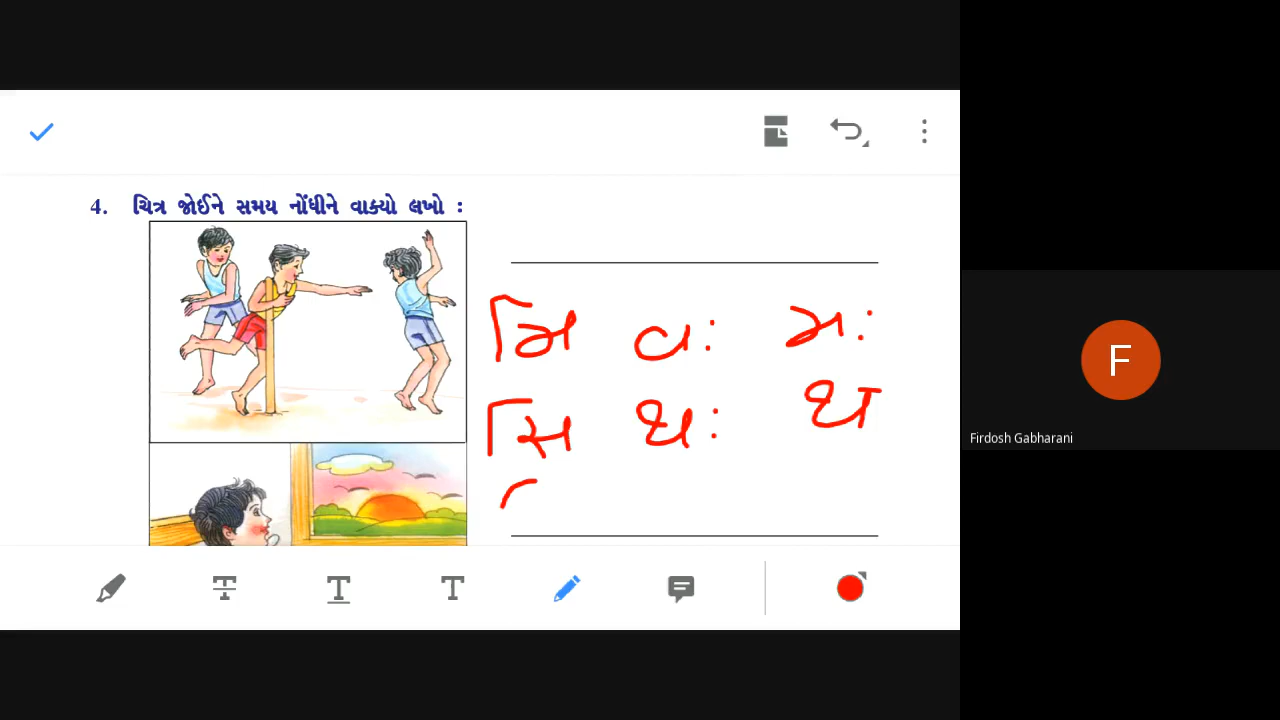 4. ચિત્ર જોઈને સમય નોંધીને વાક્યો લખો :
મિ વઃ મઃ
સિ થઃ થ
F
Firdosh Gabharani